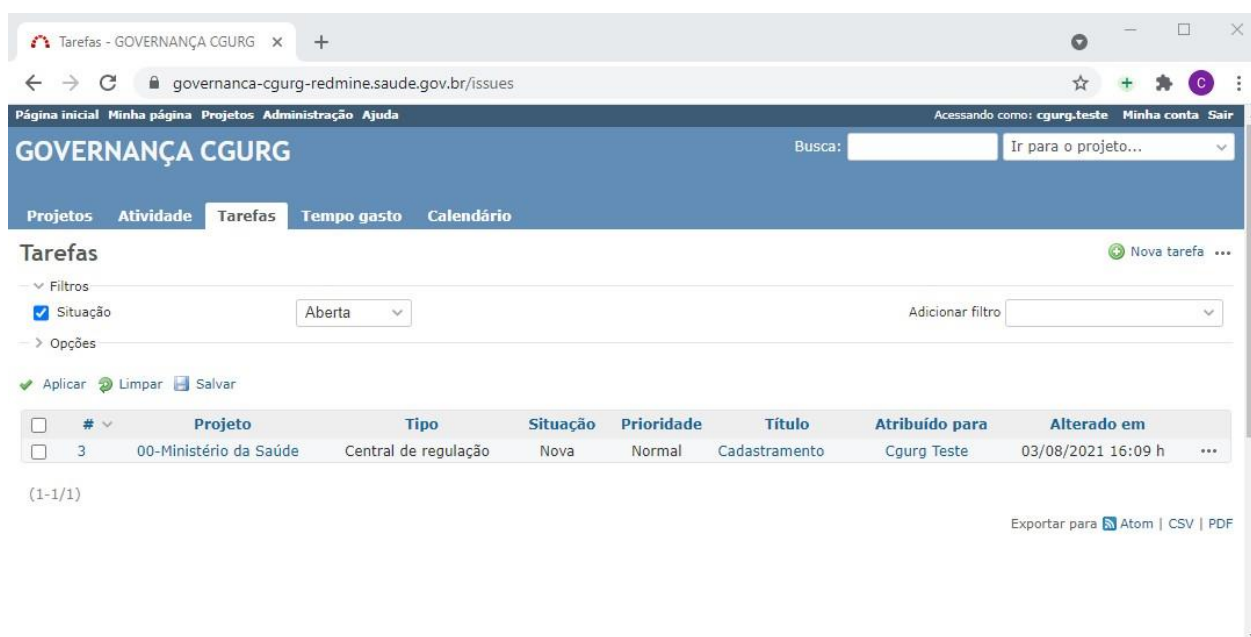 Tarefas - GOVERNANÇA CGURG
governanca-cgurg-redmine.saude.gov.br/issues
C
Página inicial Minha página Projetos Administração Ajuda Acessando como: cgurg.teste Minha conta Sair
GOVERNANÇA CGURG Busca: Ir para o projeto...
Projetos Atividade Tarefas Tempo gasto Calendário
Tarefas Nova tarefa
Filtros
Situação Aberta Adicionar filtro
Opções
Aplicar Limpar Salvar
# Projeto Tipo Situação Prioridade Título Atribuído para Alterado em
3 00-Ministério da Saúde Central de regulação Nova Normal Cadastramento Cgurg Teste 03/08/2021 16:09 h
(1-1/1)
Exportar para Atom | CSV | PDF